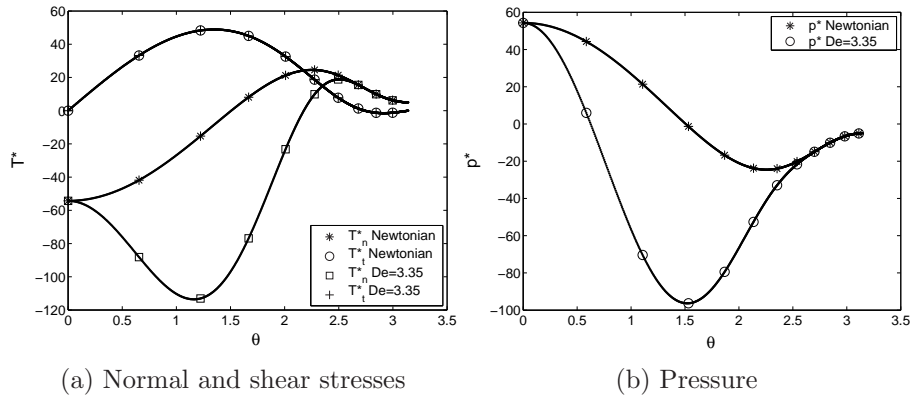 60
40
20
0
−20
−40
−60
−80
−100
−120
T*
0 0.5 1 1.5 2 2.5 3 3.5
θ
T*n Newtonian
T*t Newtonian
T*n De=3.35
T*t De=3.35
(a) Normal and shear stresses
60
40
20
0
−20
−40
−60
−80
−100
p*
0 0.5 1 1.5 2 2.5 3 3.5
θ
p* Newtonian
p* De=3.35
(b) Pressure